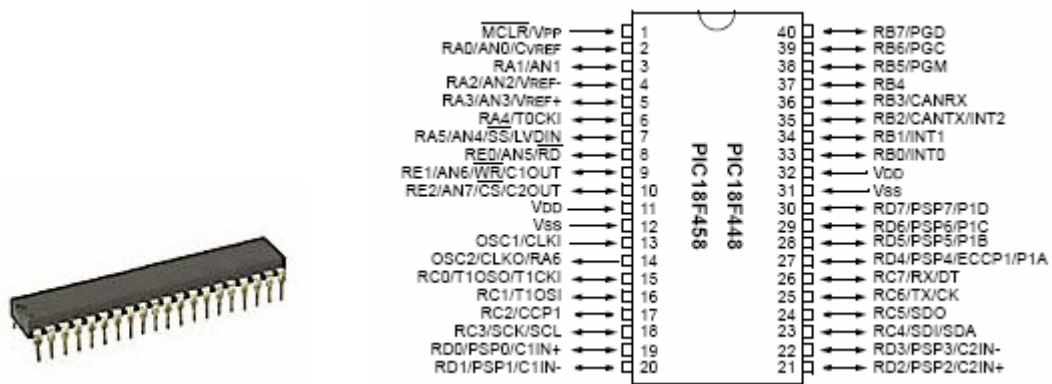 MCLR/VPP 1 40 RB7/PGD
RA0/AN0/CVREF 2 39 RB6/PGC
RA1/AN1 3 38 RB5/PGM
RA2/AN2/VREF- 4 37 RB4
RA3/AN3/VREF+ 5 36 RB3/CANRX
RA4/T0CKI 6 35 RB2/CANTX/INT2
RA5/AN4/SS/LVDIN 7 34 RB1/INT1
RE0/AN5/RD 8 33 RB0/INT0
RE1/AN6/WR/C1OUT 9 32 VDD
RE2/AN7/CS/C2OUT 10 31 VSS
VDD 11 30 RD7/PSP7/P1D
VSS 12 29 RD6/PSP6/P1C
OSC1/CLKI 13 28 RD5/PSP5/P1B
OSC2/CLKO/RA6 14 27 RD4/PSP4/ECCP1/P1A
RC0/T1OSO/T1CKI 15 26 RC7/RX/DT
RC1/T1OSI 16 25 RC6/TX/CK
RC2/CCP1 17 24 RC5/SDO
RC3/SCK/SCL 18 23 RC4/SDI/SDA
RD0/PSP0/C1IN+ 19 22 RD3/PSP3/C2IN-
RD1/PSP1/C1IN- 20 21 RD2/PSP2/C2IN+
PIC18F448
PIC18F458